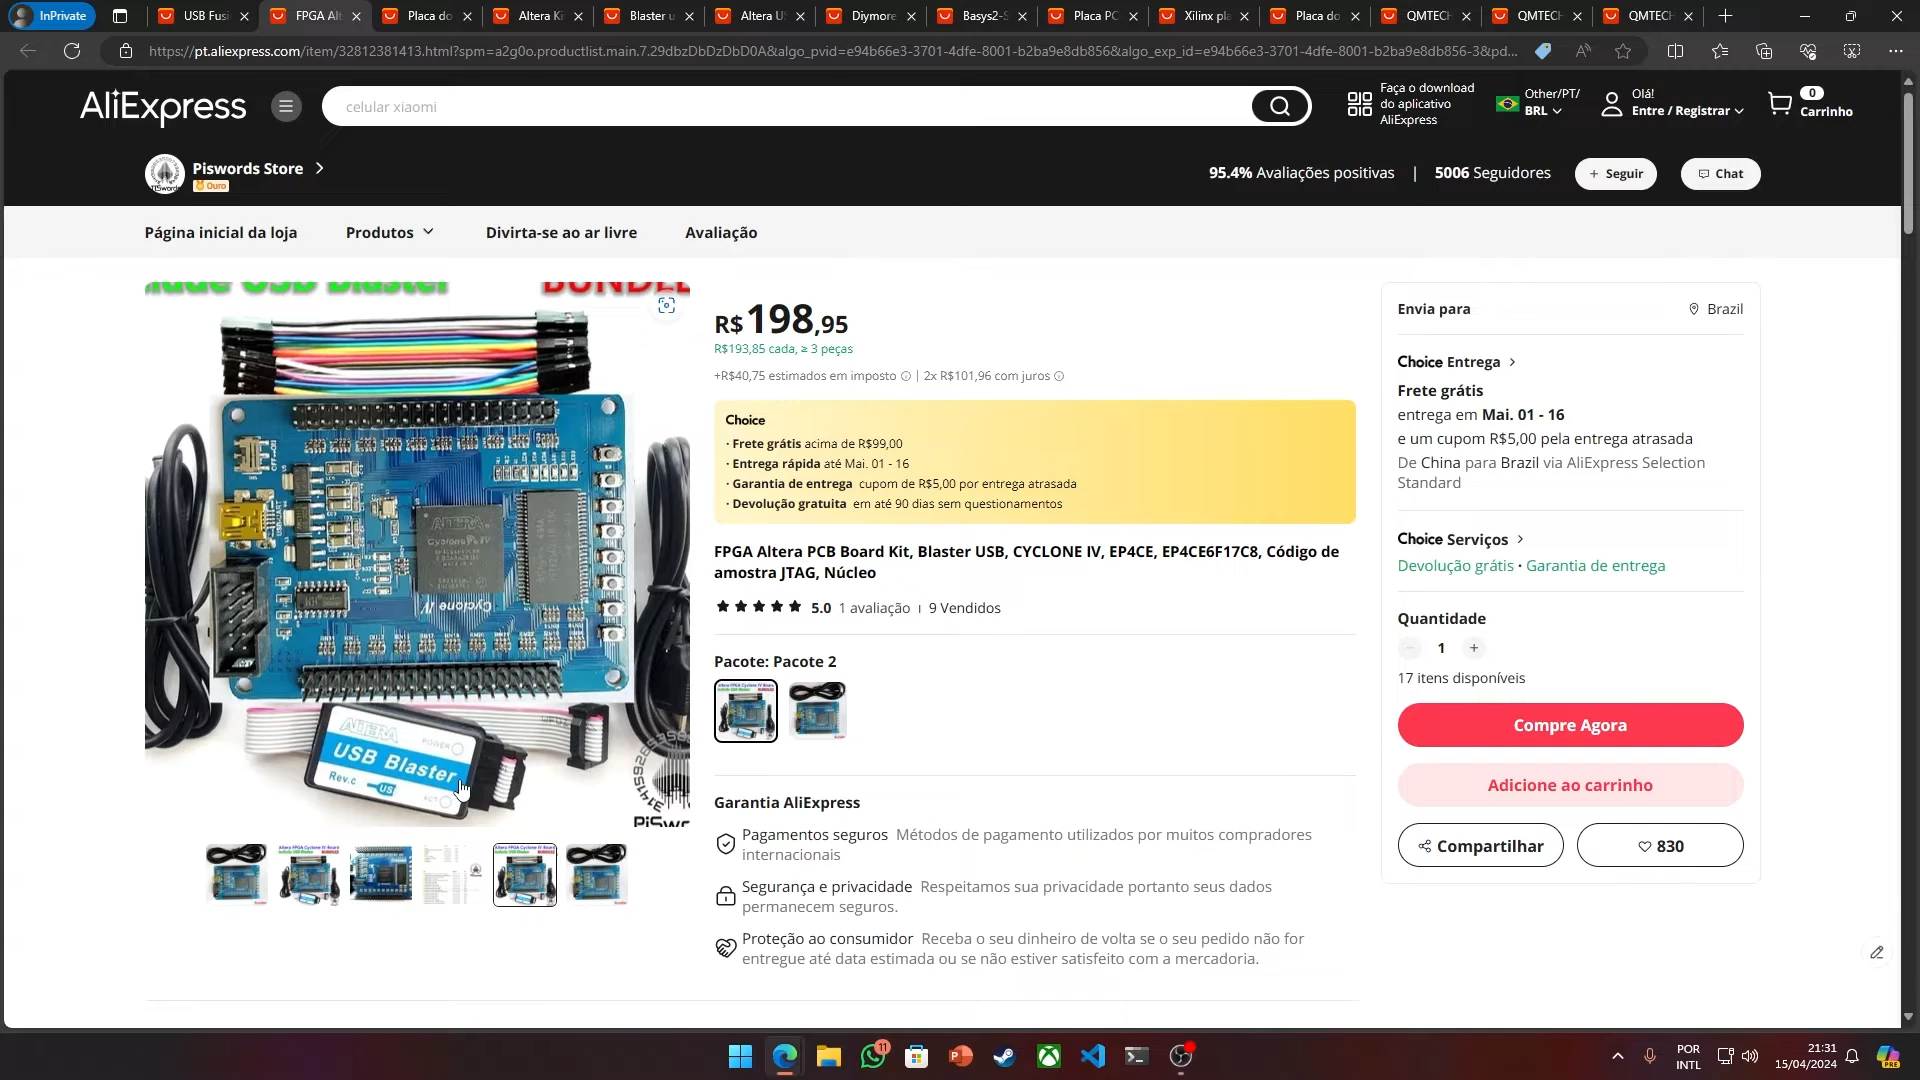 InPrivate
USB Fusi
FPGA Alt
Placa do
Altera Ki
Blaster u
Altera US
Diymore
Basys2-S
Placa PC
Xilinx pla
Placa do
QMTECH
QMTECH
QMTECH
https://pt.aliexpress.com/item/32812381413.html?spm=a2g0o.productlist.main.7.29dbzDbDzDbD0A&algo_pvid=e94b66e3-3701-4dfe-8001-b2ba9e8db856&algo_exp_id=e94b66e3-3701-4dfe-8001-b2ba9e8db856-3&pd...
AliExpress
celular xiaomi
Faça o download
do aplicativo
AliExpress
Other/PT/
BRL
Olá!
Entre / Registrar
0
Carrinho
Piswords Store
Ouro
95.4% Avaliações positivas | 5006 Seguidores
+ Seguir
Chat
Página inicial da loja
Produtos
Divirta-se ao ar livre
Avaliação
BUNDLE
ALTERA
Cyclone IV
Cyclone IV
ALTERA
POWER
USB Blaster
Rev.c
R$198,95
R$193,85 cada, ≥ 3 peças
+R$40,75 estimados em imposto | 2x R$101,96 com juros
Choice
· Frete grátis acima de R$99,00
· Entrega rápida até Mai. 01 - 16
· Garantia de entrega cupom de R$5,00 por entrega atrasada
· Devolução gratuita em até 90 dias sem questionamentos
FPGA Altera PCB Board Kit, Blaster USB, CYCLONE IV, EP4CE, EP4CE6F17C8, Código de
amostra JTAG, Núcleo
5.0 1 avaliação 9 Vendidos
Pacote: Pacote 2
Garantia AliExpress
Pagamentos seguros Métodos de pagamento utilizados por muitos compradores
internacionais
Segurança e privacidade Respeitamos sua privacidade portanto seus dados
permanecem seguros.
Proteção ao consumidor Receba o seu dinheiro de volta se o seu pedido não for
entregue até data estimada ou se não estiver satisfeito com a mercadoria.
Envia para
Brazil
Choice Entrega
Frete grátis
entrega em Mai. 01 - 16
e um cupom R$5,00 pela entrega atrasada
De China para Brazil via AliExpress Selection
Standard
Choice Serviços
Devolução grátis · Garantia de entrega
Quantidade
1 +
17 itens disponíveis
Compre Agora
Adicione ao carrinho
Compartilhar
830
11
POR
INTL
21:31
15/04/2024